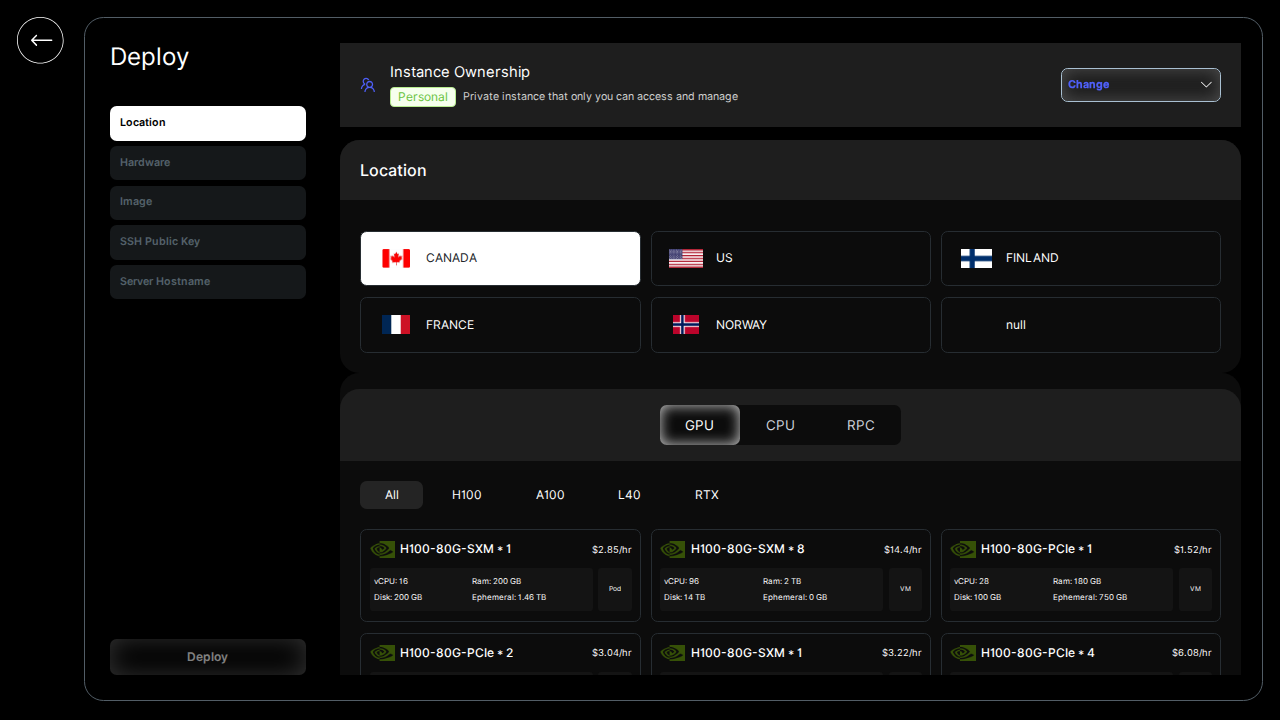 Deploy
Location
Hardware
Image
SSH Public Key
Server Hostname
Deploy
Instance Ownership
Personal Private instance that only you can access and manage
Change
Location
CANADA US FINLAND
FRANCE NORWAY null
GPU CPU RPC
All H100 A100 L40 RTX
H100-80G-SXM * 1 $2.85/hr
vCPU: 16 Ram: 200 GB
Disk: 200 GB Ephemeral: 1.46 TB
Pod
H100-80G-SXM * 8 $14.4/hr
vCPU: 96 Ram: 2 TB
Disk: 14 TB Ephemeral: 0 GB
VM
H100-80G-PCIe * 1 $1.52/hr
vCPU: 28 Ram: 180 GB
Disk: 100 GB Ephemeral: 750 GB
VM
H100-80G-PCIe * 2 $3.04/hr
H100-80G-SXM * 1 $3.22/hr
H100-80G-PCIe * 4 $6.08/hr